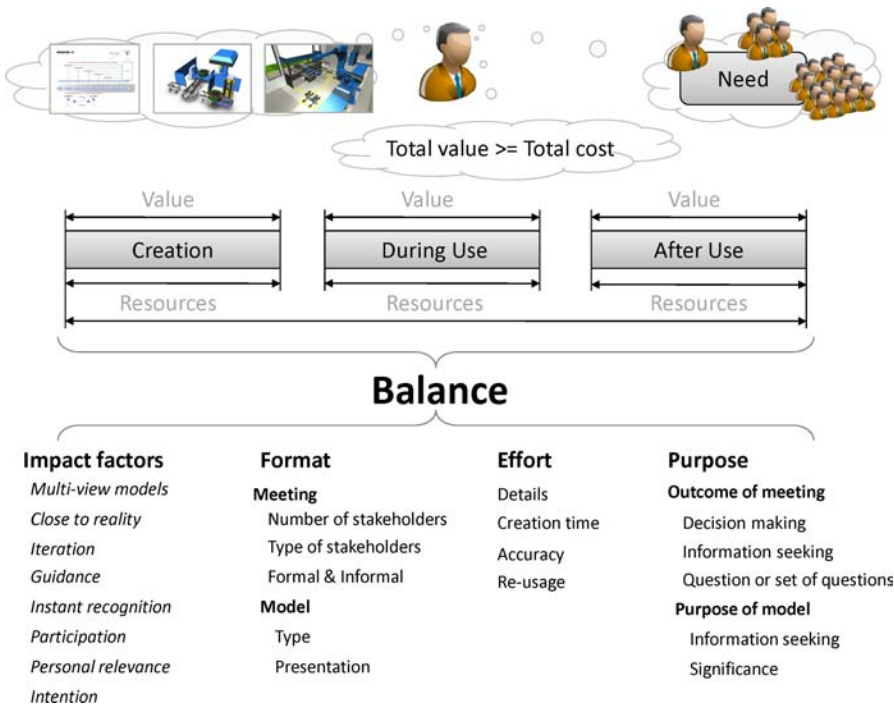 Need
Total value >= Total cost
Value Value Value
Creation During Use After Use
Resources Resources Resources
Balance
Impact factors
Multi-view models
Close to reality
Iteration
Guidance
Instant recognition
Participation
Personal relevance
Intention
Format
Meeting
Number of stakeholders
Type of stakeholders
Formal & Informal
Model
Type
Presentation
Effort
Details
Creation time
Accuracy
Re-usage
Purpose
Outcome of meeting
Decision making
Information seeking
Question or set of questions
Purpose of model
Information seeking
Significance